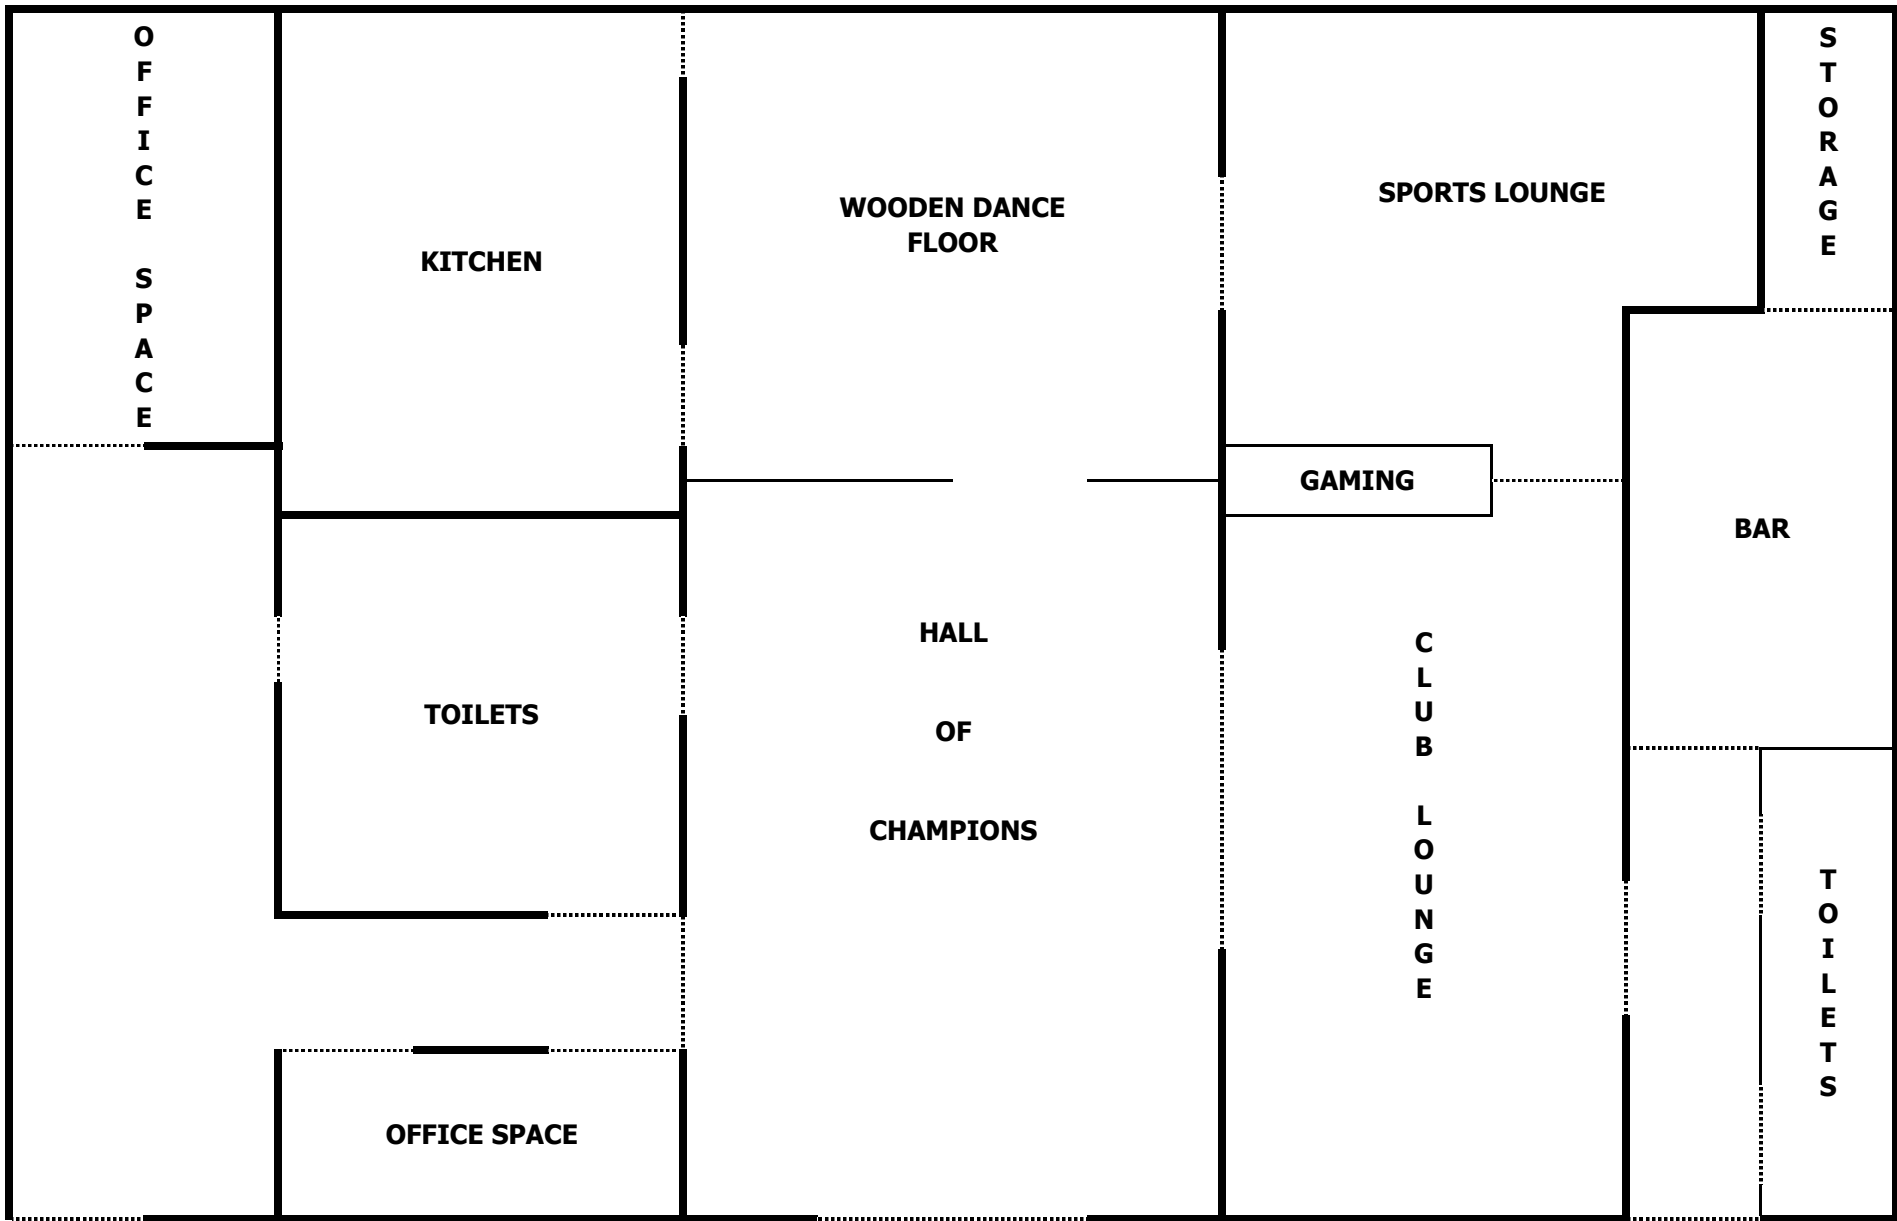 OFFICE SPACE
KITCHEN
WOODEN DANCE
FLOOR
SPORTS LOUNGE
STORAGE
GAMING
BAR
TOILETS
HALL
OF
CHAMPIONS
CLUB LOUNGE
TOILETS
OFFICE SPACE